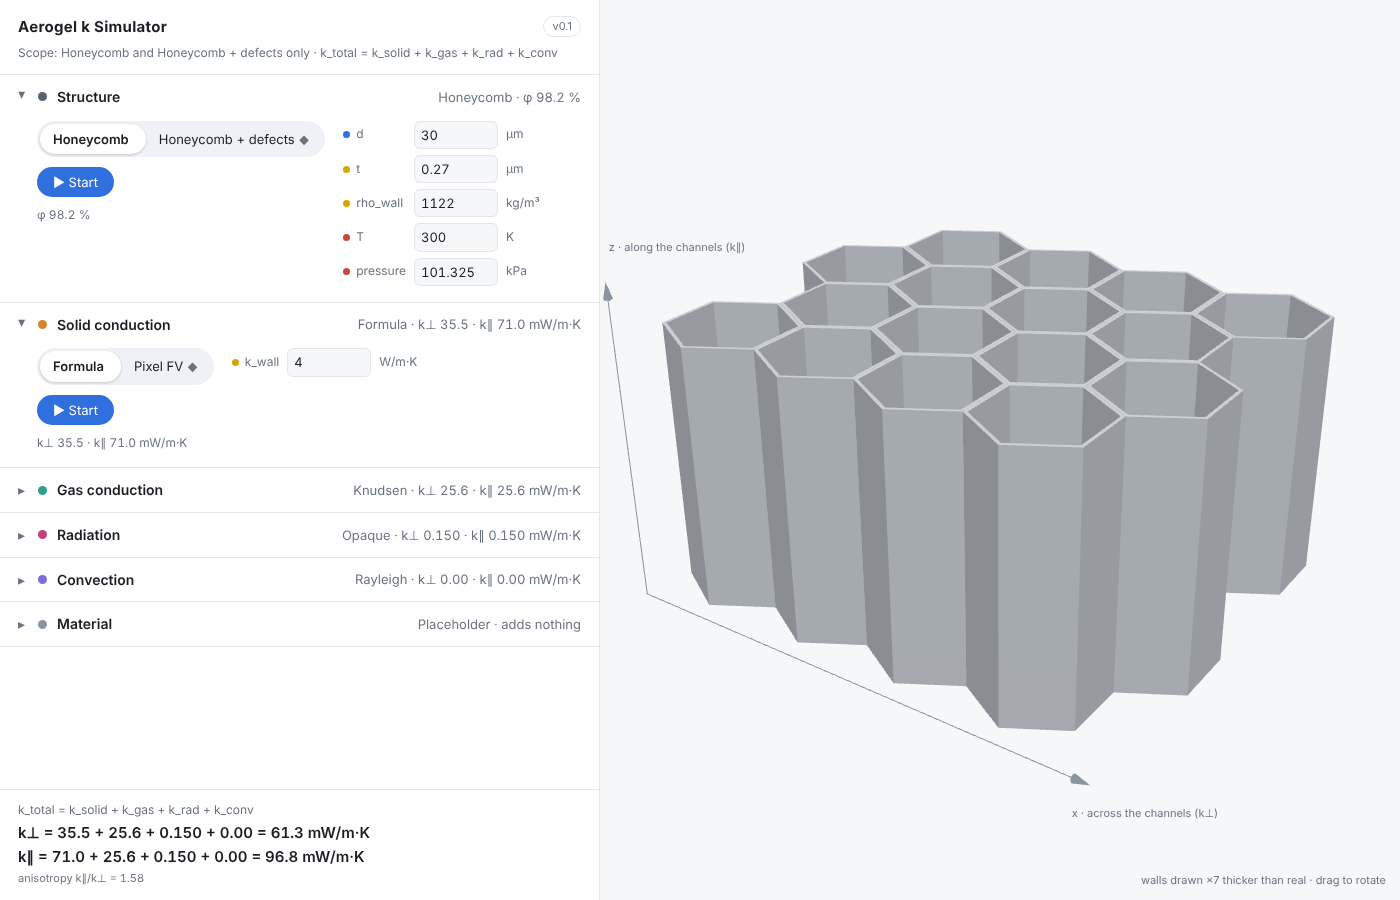 Aerogel k Simulator
v0.1
Scope: Honeycomb and Honeycomb + defects only · k_total = k_solid + k_gas + k_rad + k_conv
▼ Structure
Honeycomb · φ 98.2 %
Honeycomb
Honeycomb + defects ◆
▶ Start
φ 98.2 %
d 30 µm
t 0.27 µm
rho_wall 1122 kg/m³
T 300 K
pressure 101.325 kPa
▼ Solid conduction
Formula · k⊥ 35.5 · k∥ 71.0 mW/m·K
Formula
Pixel FV ◆
k_wall 4 W/m·K
▶ Start
k⊥ 35.5 · k∥ 71.0 mW/m·K
▶ Gas conduction
Knudsen · k⊥ 25.6 · k∥ 25.6 mW/m·K
▶ Radiation
Opaque · k⊥ 0.150 · k∥ 0.150 mW/m·K
▶ Convection
Rayleigh · k⊥ 0.00 · k∥ 0.00 mW/m·K
▶ Material
Placeholder · adds nothing
k_total = k_solid + k_gas + k_rad + k_conv
k⊥ = 35.5 + 25.6 + 0.150 + 0.00 = 61.3 mW/m·K
k∥ = 71.0 + 25.6 + 0.150 + 0.00 = 96.8 mW/m·K
anisotropy k∥/k⊥ = 1.58
z · along the channels (k∥)
x · across the channels (k⊥)
walls drawn ×7 thicker than real · drag to rotate